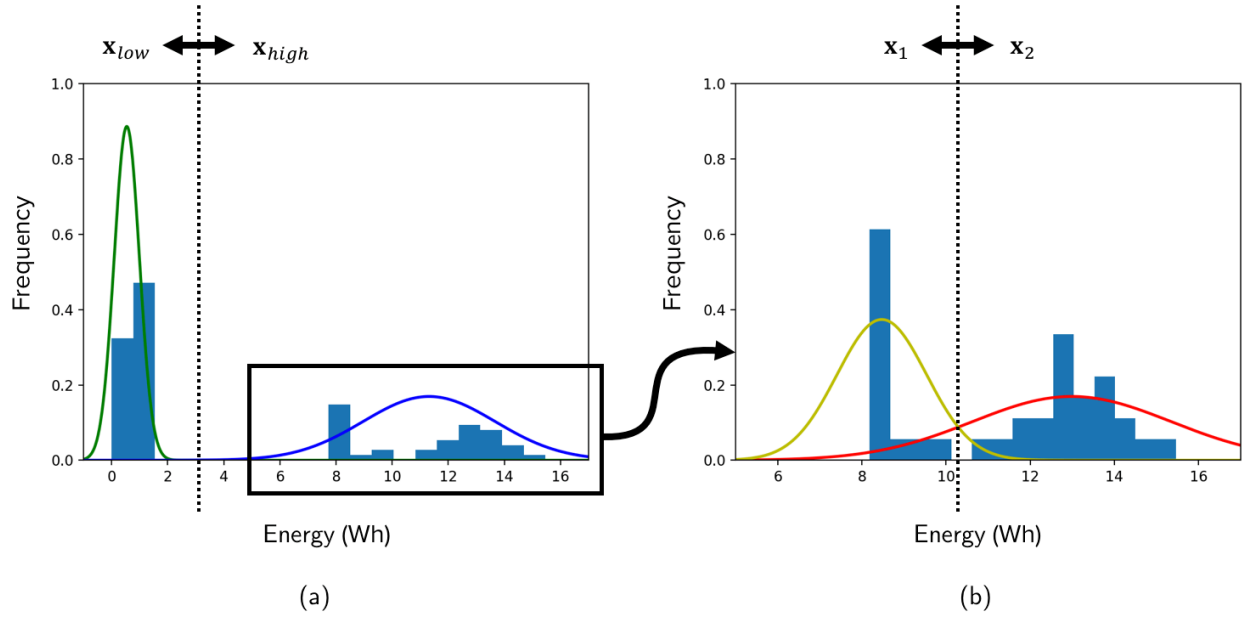 x_low x_high
x_1 x_2
1.0
0.8
0.6
0.4
0.2
0.0
Frequency
0 2 4 6 8 10 12 14 16
Energy (Wh)
(a)
1.0
0.8
0.6
0.4
0.2
0.0
Frequency
6 8 10 12 14 16
Energy (Wh)
(b)